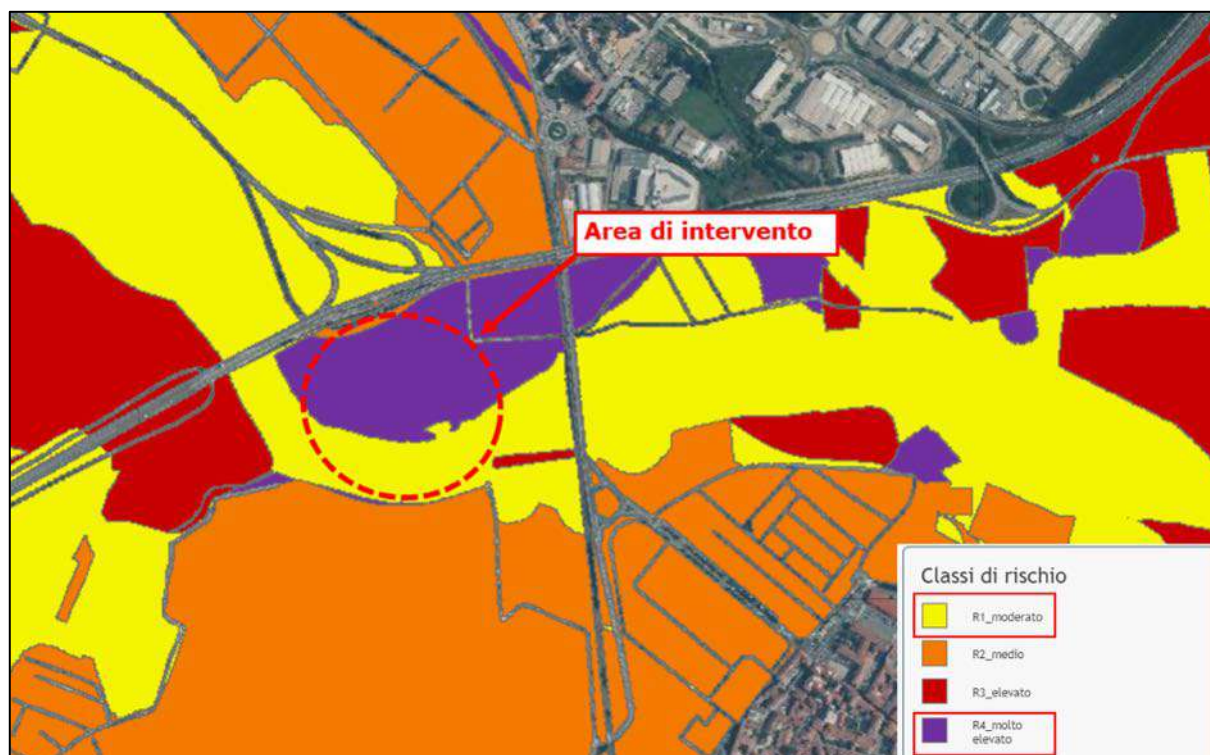 Area di intervento
Classi di rischio
R1_moderato
R2_medio
R3_elevato
R4_molto
elevato